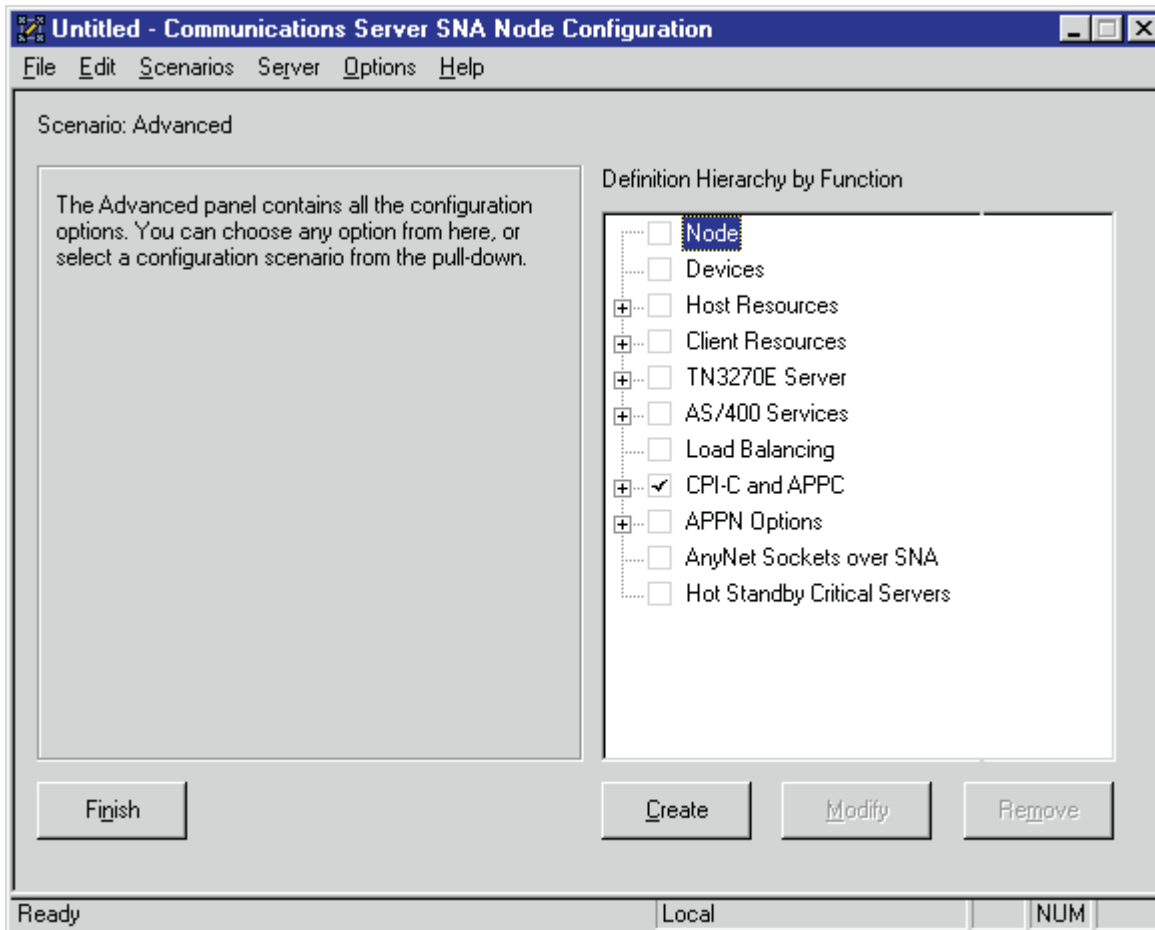 Untitled - Communications Server SNA Node Configuration
File Edit Scenarios Server Options Help
Scenario: Advanced
The Advanced panel contains all the configuration
options. You can choose any option from here, or
select a configuration scenario from the pull-down.
Definition Hierarchy by Function
Node
Devices
Host Resources
Client Resources
TN3270E Server
AS/400 Services
Load Balancing
CPI-C and APPC
APPN Options
AnyNet Sockets over SNA
Hot Standby Critical Servers
Finish
Create
Modify
Remove
Ready
Local
NUM